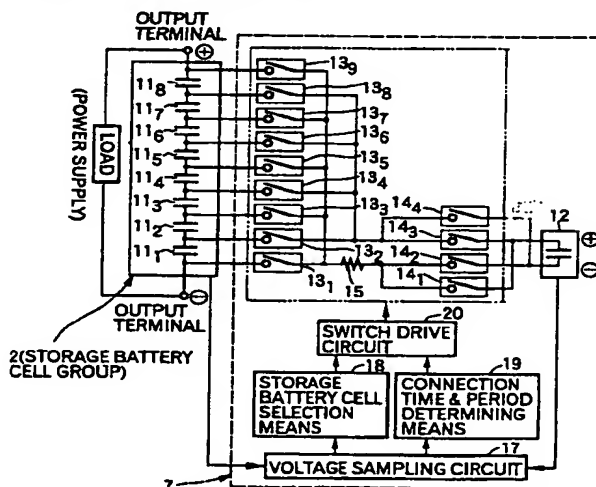 OUTPUT
TERMINAL
⊕
(POWER SUPPLY)
LOAD
11₈
11₇
11₆
11₅
11₄
11₃
11₂
11₁
13₉
13₈
13₇
13₆
13₅
13₄
13₃
13₂
13₁
15
14₄
14₃
14₂
14₁
12
⊕
⊖
OUTPUT
TERMINAL
⊖
2(STORAGE BATTERY
CELL GROUP)
20
SWITCH DRIVE
CIRCUIT
18
STORAGE
BATTERY CELL
SELECTION
MEANS
19
CONNECTION
TIME & PERIOD
DETERMINING
MEANS
17
VOLTAGE SAMPLING CIRCUIT
7